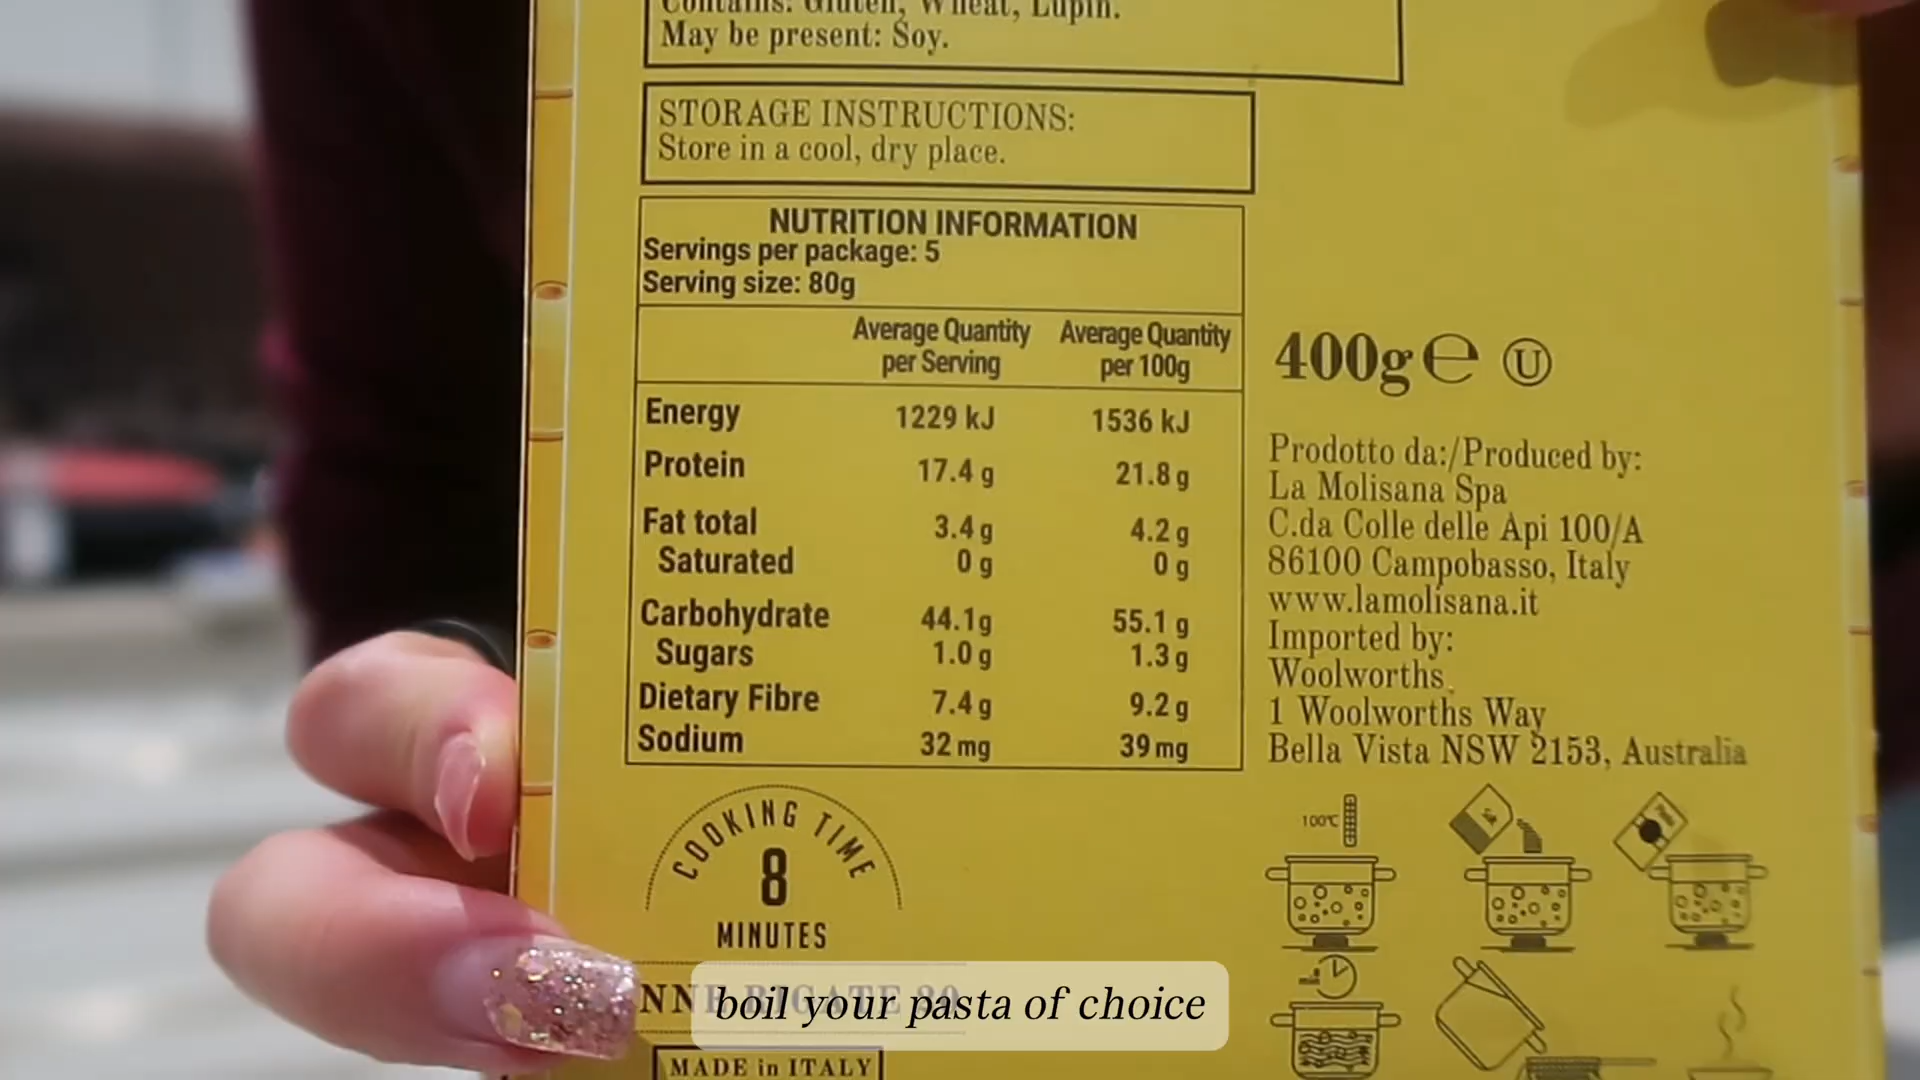 Contains: Gluten, Wheat, Lupin.
May be present: Soy.
STORAGE INSTRUCTIONS:
Store in a cool, dry place.
NUTRITION INFORMATION
Servings per package: 5
Serving size: 80g
Average Quantity per Serving Average Quantity per 100g
Energy 1229 kJ 1536 kJ
Protein 17.4 g 21.8 g
Fat total 3.4 g 4.2 g
Saturated 0 g 0 g
Carbohydrate 44.1g 55.1 g
Sugars 1.0 g 1.3 g
Dietary Fibre 7.4 g 9.2 g
Sodium 32 mg 39 mg
400g e U
Prodotto da:/Produced by:
La Molisana Spa
C.da Colle delle Api 100/A
86100 Campobasso, Italy
www.lamolisana.it
Imported by:
Woolworths
1 Woolworths Way
Bella Vista NSW 2153, Australia
COOKING TIME
8
MINUTES
100°C
boil your pasta of choice
MADE in ITALY